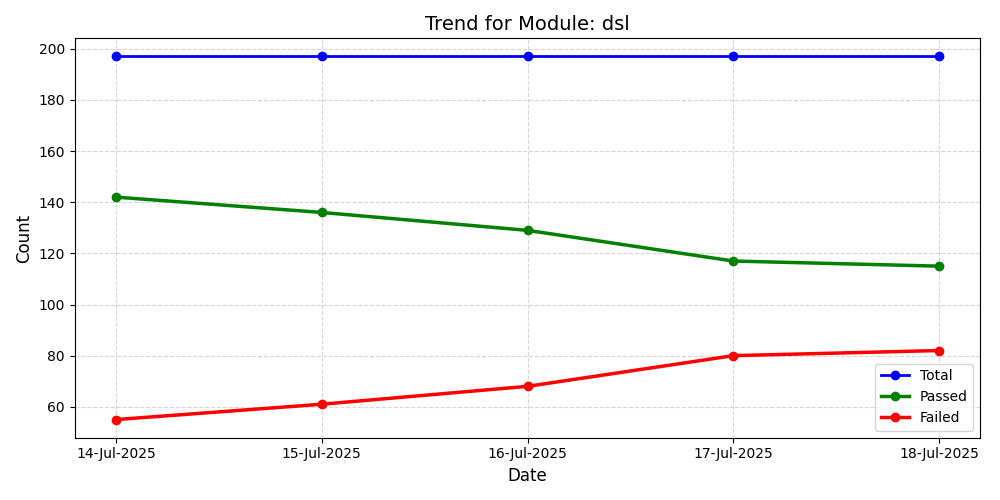 Trend for Module: dsl
Count
200
180
160
140
120
100
80
60
14-Jul-2025 15-Jul-2025 16-Jul-2025 17-Jul-2025 18-Jul-2025
Date
Total
Passed
Failed